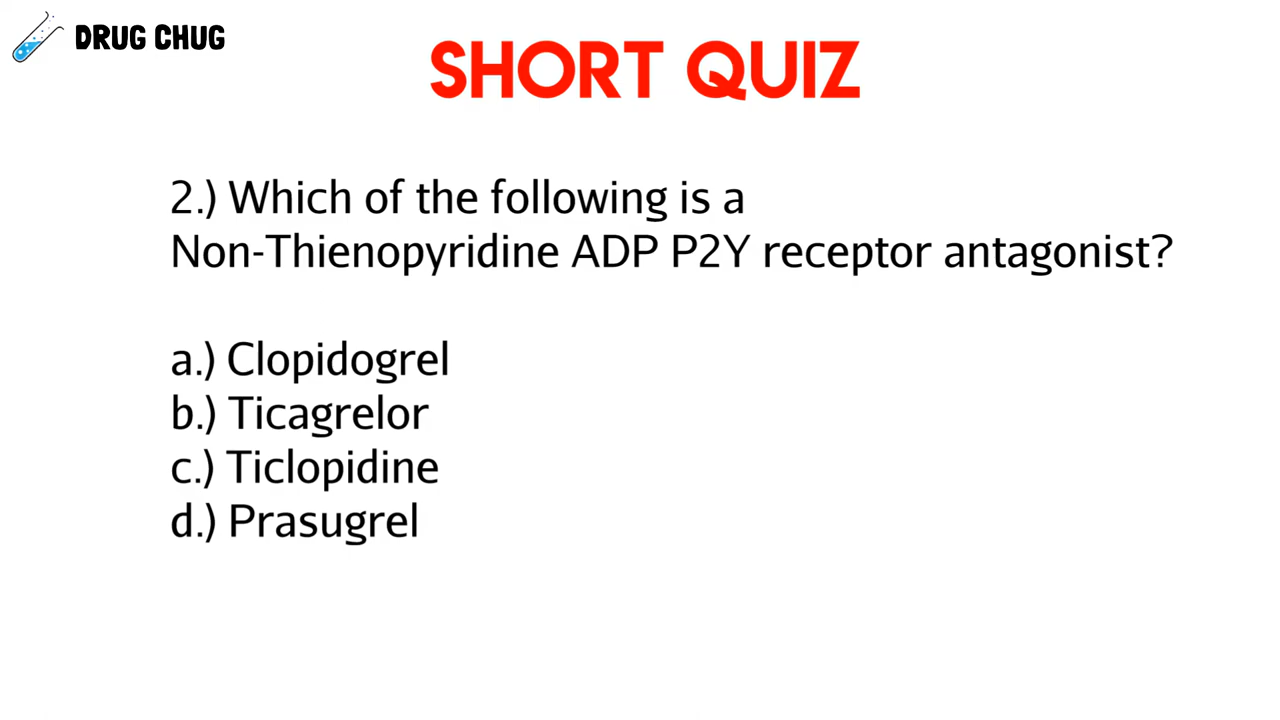 DRUG CHUG
SHORT QUIZ
2.) Which of the following is a
Non-Thienopyridine ADP P2Y receptor antagonist?
a.) Clopidogrel
b.) Ticagrelor
c.) Ticlopidine
d.) Prasugrel